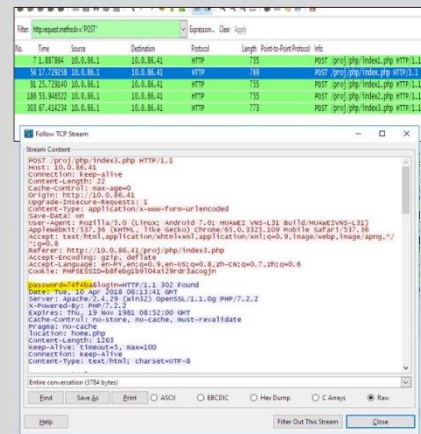 Filter: http.request.method=="POST" Expression... Clear Apply
No. Time Source Destination Protocol Length Point-to-Point Protocol Info
7 1.887864 10.0.86.1 10.0.86.41 HTTP 755 POST /proj/php/index3.php HTTP/1.1
54 17.729258 10.0.86.1 10.0.86.41 HTTP 769 POST /proj/php/index.php HTTP/1.1
91 25.729140 10.0.86.1 10.0.86.41 HTTP 755 POST /proj/php/index2.php HTTP/1.1
186 53.946522 10.0.86.1 10.0.86.41 HTTP 755 POST /proj/php/index2.php HTTP/1.1
303 67.414234 10.0.86.1 10.0.86.41 HTTP 773 POST /proj/php/index3.php HTTP/1.1
Follow TCP Stream
Stream Content
POST /proj/php/index3.php HTTP/1.1
Host: 10.0.86.41
Connection: keep-alive
Content-Length: 22
Cache-Control: max-age=0
Origin: http://10.0.86.41
Upgrade-Insecure-Requests: 1
Content-Type: application/x-www-form-urlencoded
Save-Data: on
User-Agent: Mozilla/5.0 (Linux; Android 7.0; HUAWEI VNS-L31 Build/HUAWEIVNS-L31)
AppleWebKit/537.36 (KHTML, like Gecko) Chrome/65.0.3325.109 Mobile Safari/537.36
Accept: text/html,application/xhtml+xml,application/xml;q=0.9,image/webp,image/apng,*/
*;q=0.8
Referer: http://10.0.86.41/proj/php/index3.php
Accept-Encoding: gzip, deflate
Accept-Language: en-MY,en;q=0.9,en-US;q=0.8,zh-CN;q=0.7,zh;q=0.6
Cookie: PHPSESSID=b8febg1b9l04ai29rdr3acogjn
password=74f4ba&login=HTTP/1.1 302 Found
Date: Tue, 10 Apr 2018 06:13:41 GMT
Server: Apache/2.4.29 (Win32) OpenSSL/1.1.0g PHP/7.2.2
X-Powered-By: PHP/7.2.2
Expires: Thu, 19 Nov 1981 08:52:00 GMT
Cache-Control: no-store, no-cache, must-revalidate
Pragma: no-cache
location: home.php
Content-Length: 1263
Keep-Alive: timeout=5, max=100
Connection: Keep-Alive
Content-Type: text/html; charset=UTF-8
Entire conversation (3784 bytes)
Find Save As Print ASCII EBCDIC Hex Dump C Arrays Raw
Help Filter Out This Stream Close